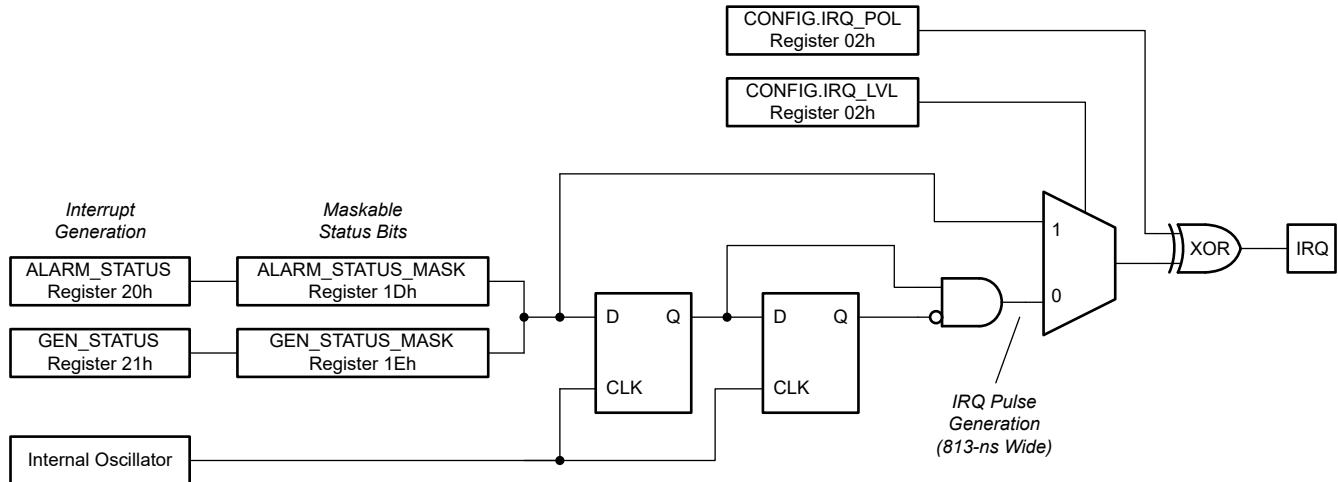 CONFIG.IRQ_POL
Register 02h
CONFIG.IRQ_LVL
Register 02h
Interrupt
Generation
Maskable
Status Bits
ALARM_STATUS
Register 20h
ALARM_STATUS_MASK
Register 1Dh
GEN_STATUS
Register 21h
GEN_STATUS_MASK
Register 1Eh
Internal Oscillator
D
Q
CLK
D
Q
CLK
IRQ Pulse
Generation
(813-ns Wide)
1
0
XOR
IRQ